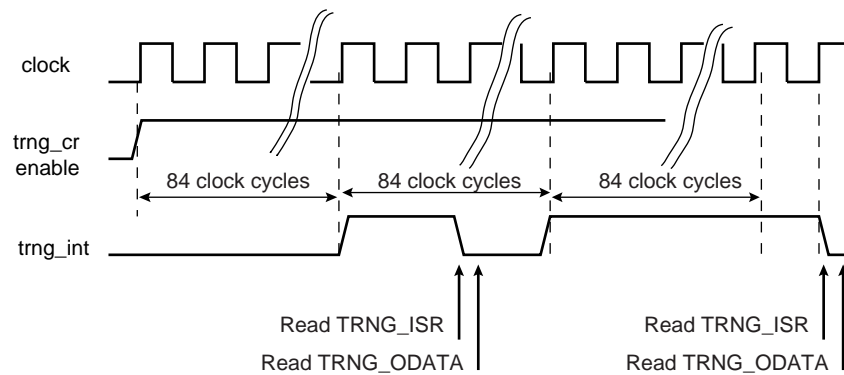 clock
trng_cr
enable
84 clock cycles 84 clock cycles 84 clock cycles
trng_int
Read TRNG_ISR Read TRNG_ISR
Read TRNG_ODATA Read TRNG_ODATA